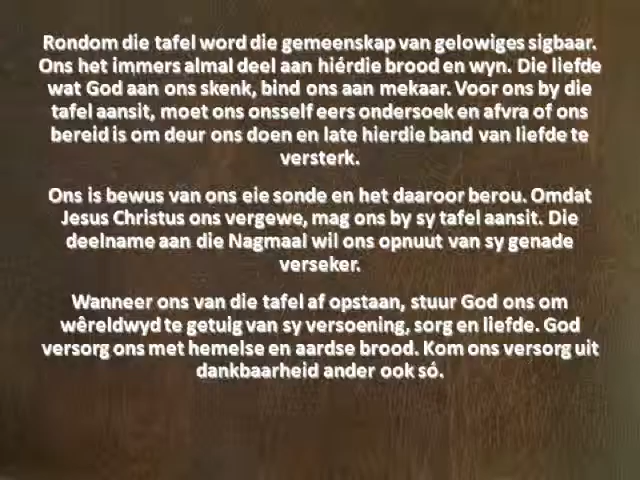 Rondom die tafel word die gemeenskap van gelowiges sigbaar.
Ons het immers almal deel aan hiérdie brood en wyn. Die liefde
wat God aan ons skenk, bind ons aan mekaar. Voor ons by die
tafel aansit, moet ons onsself eers ondersoek en afvra of ons
bereid is om deur ons doen en late hierdie band van liefde te
versterk.
Ons is bewus van ons eie sonde en het daaroor berou. Omdat
Jesus Christus ons vergewe, mag ons by sy tafel aansit. Die
deelname aan die Nagmaal wil ons opnuut van sy genade
verseker.
Wanneer ons van die tafel af opstaan, stuur God ons om
wêreldwyd te getuig van sy versoening, sorg en liefde. God
versorg ons met hemelse en aardse brood. Kom ons versorg uit
dankbaarheid ander ook só.